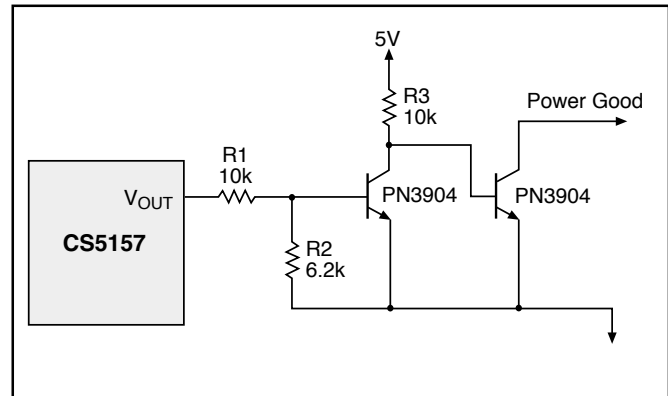 5V
R3
10k
Power Good
R1
10k
VOUT
PN3904
PN3904
CS5157
R2
6.2k